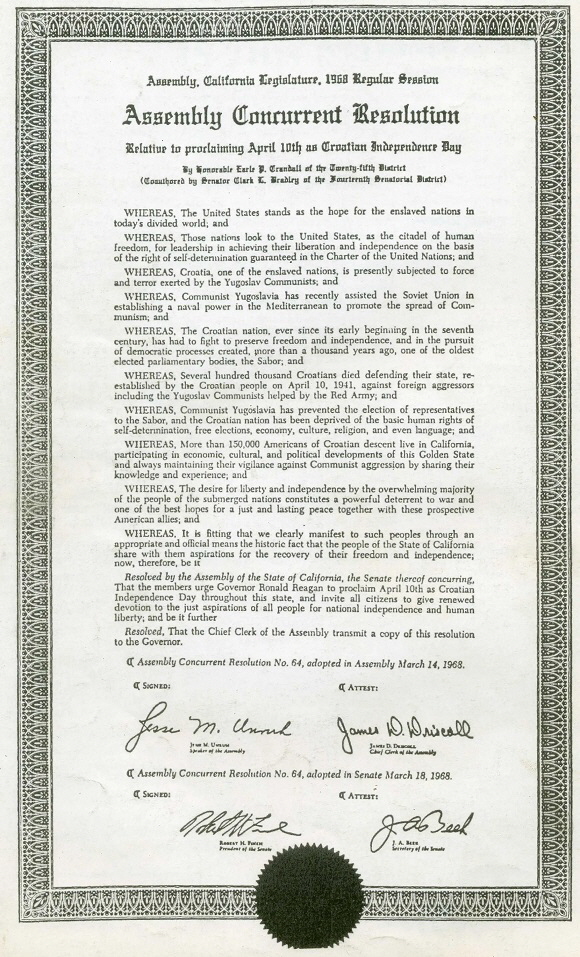 Assembly, California Legislature, 1968 Regular Session
Assembly Concurrent Resolution
Relative to proclaiming April 10th as Croatian Independence Day
By Honorable Earle P. Crandall of the Twenty-fifth District
(Coauthored by Senator Clark L. Bradley of the Fourteenth Senatorial District)
WHEREAS, The United States stands as the hope for the enslaved nations in
today's divided world; and
WHEREAS, Those nations look to the United States, as the citadel of human
freedom, for leadership in achieving their liberation and independence on the basis
of the right of self-determination guaranteed in the Charter of the United Nations; and
WHEREAS, Croatia, one of the enslaved nations, is presently subjected to force
and terror exerted by the Yugoslav Communists; and
WHEREAS, Communist Yugoslavia has recently assisted the Soviet Union in
establishing a naval power in the Mediterranean to promote the spread of Com-
munism; and
WHEREAS, The Croatian nation, ever since its early beginning in the seventh
century, has had to fight to preserve freedom and independence, and in the pursuit
of democratic processes created, more than a thousand years ago, one of the oldest
elected parliamentary bodies, the Sabor; and
WHEREAS, Several hundred thousand Croatians died defending their state, re-
established by the Croatian people on April 10, 1941, against foreign aggressors
including the Yugoslav Communists helped by the Red Army; and
WHEREAS, Communist Yugoslavia has prevented the election of representatives
to the Sabor, and the Croatian nation has been deprived of the basic human rights of
self-determination, free elections, economy, culture, religion, and even language; and
WHEREAS, More than 150,000 Americans of Croatian descent live in California,
participating in economic, cultural, and political developments of this Golden State
and always maintaining their vigilance against Communist aggression by sharing their
knowledge and experience; and
WHEREAS, The desire for liberty and independence by the overwhelming majority
of the people of the submerged nations constitutes a powerful deterrent to war and
one of the best hopes for a just and lasting peace together with these prospective
American allies; and
WHEREAS, It is fitting that we clearly manifest to such peoples through an
appropriate and official means the historic fact that the people of the State of California
share with them aspirations for the recovery of their freedom and independence;
now, therefore, be it
Resolved by the Assembly of the State of California, the Senate thereof concurring,
That the members urge Governor Ronald Reagan to proclaim April 10th as Croatian
Independence Day throughout this state, and invite all citizens to give renewed
devotion to the just aspirations of all people for national independence and human
liberty; and be it further
Resolved, That the Chief Clerk of the Assembly transmit a copy of this resolution
to the Governor.
Assembly Concurrent Resolution No. 64, adopted in Assembly March 14, 1968.
SIGNED: ATTEST:
Jesse M. Unruh James D. Driscoll
JESSE M. UNRUH JAMES D. DRISCOLL
Speaker of the Assembly Chief Clerk of the Assembly
Assembly Concurrent Resolution No. 64, adopted in Senate March 18, 1968.
SIGNED: ATTEST:
J A Beek
ROBERT H. J. A. BEEK
President of the Senate Secretary of the Senate